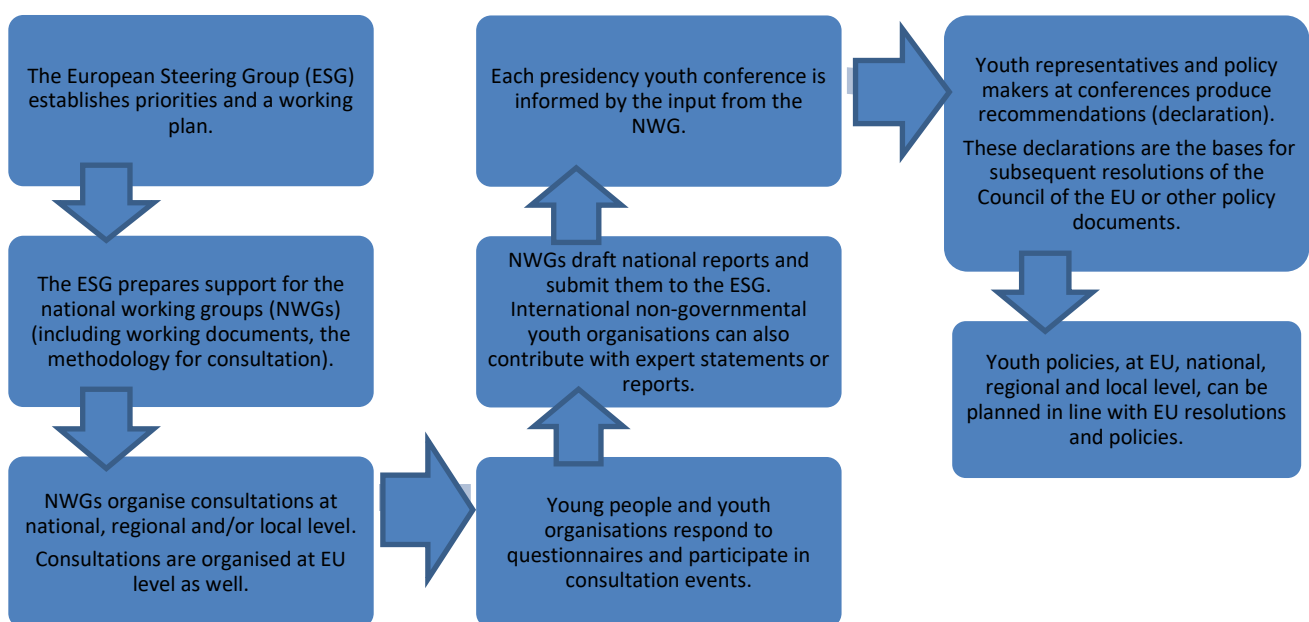 The European Steering Group (ESG)
establishes priorities and a working
plan.
The ESG prepares support for the
national working groups (NWGs)
(including working documents, the
methodology for consultation).
NWGs organise consultations at
national, regional and/or local level.
Consultations are organised at EU
level as well.
Young people and youth
organisations respond to
questionnaires and participate in
consultation events.
NWGs draft national reports and
submit them to the ESG.
International non-governmental
youth organisations can also
contribute with expert statements or
reports.
Each presidency youth conference is
informed by the input from the
NWG.
Youth representatives and policy
makers at conferences produce
recommendations (declaration).
These declarations are the bases for
subsequent resolutions of the
Council of the EU or other policy
documents.
Youth policies, at EU, national,
regional and local level, can be
planned in line with EU resolutions
and policies.